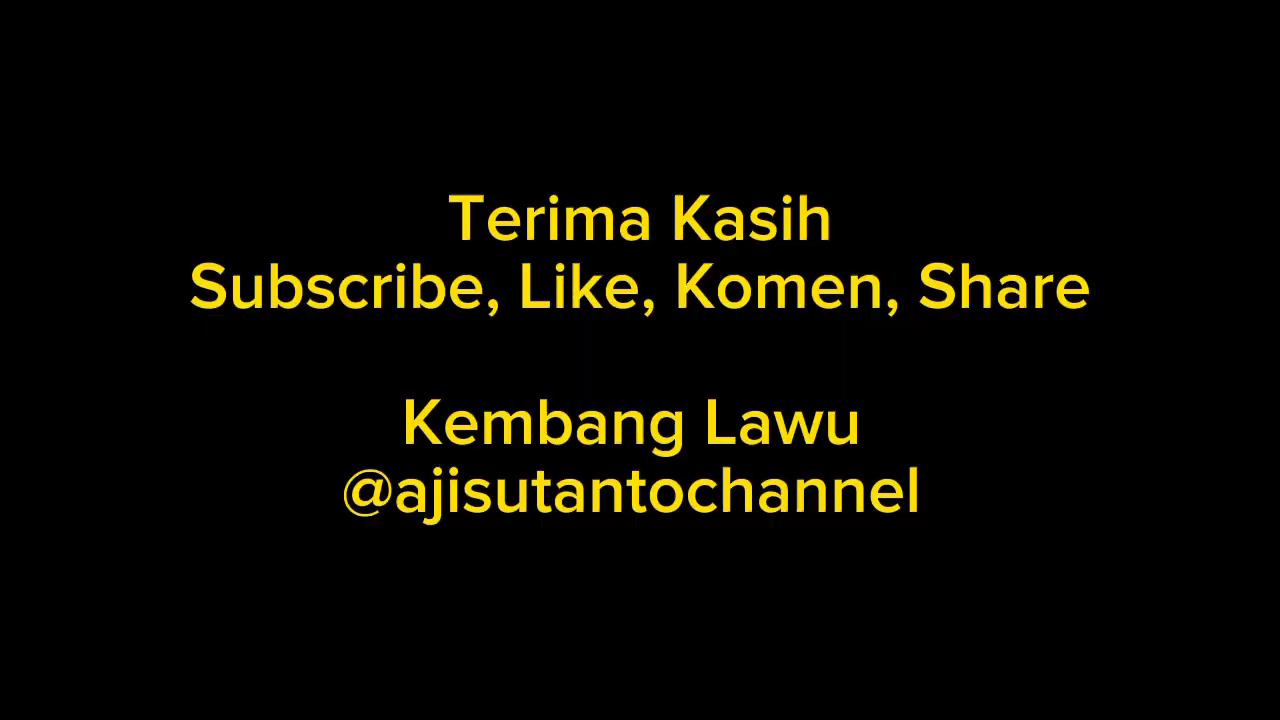 Terima Kasih
Subscribe, Like, Komen, Share
Kembang Lawu
@ajisutantochannel